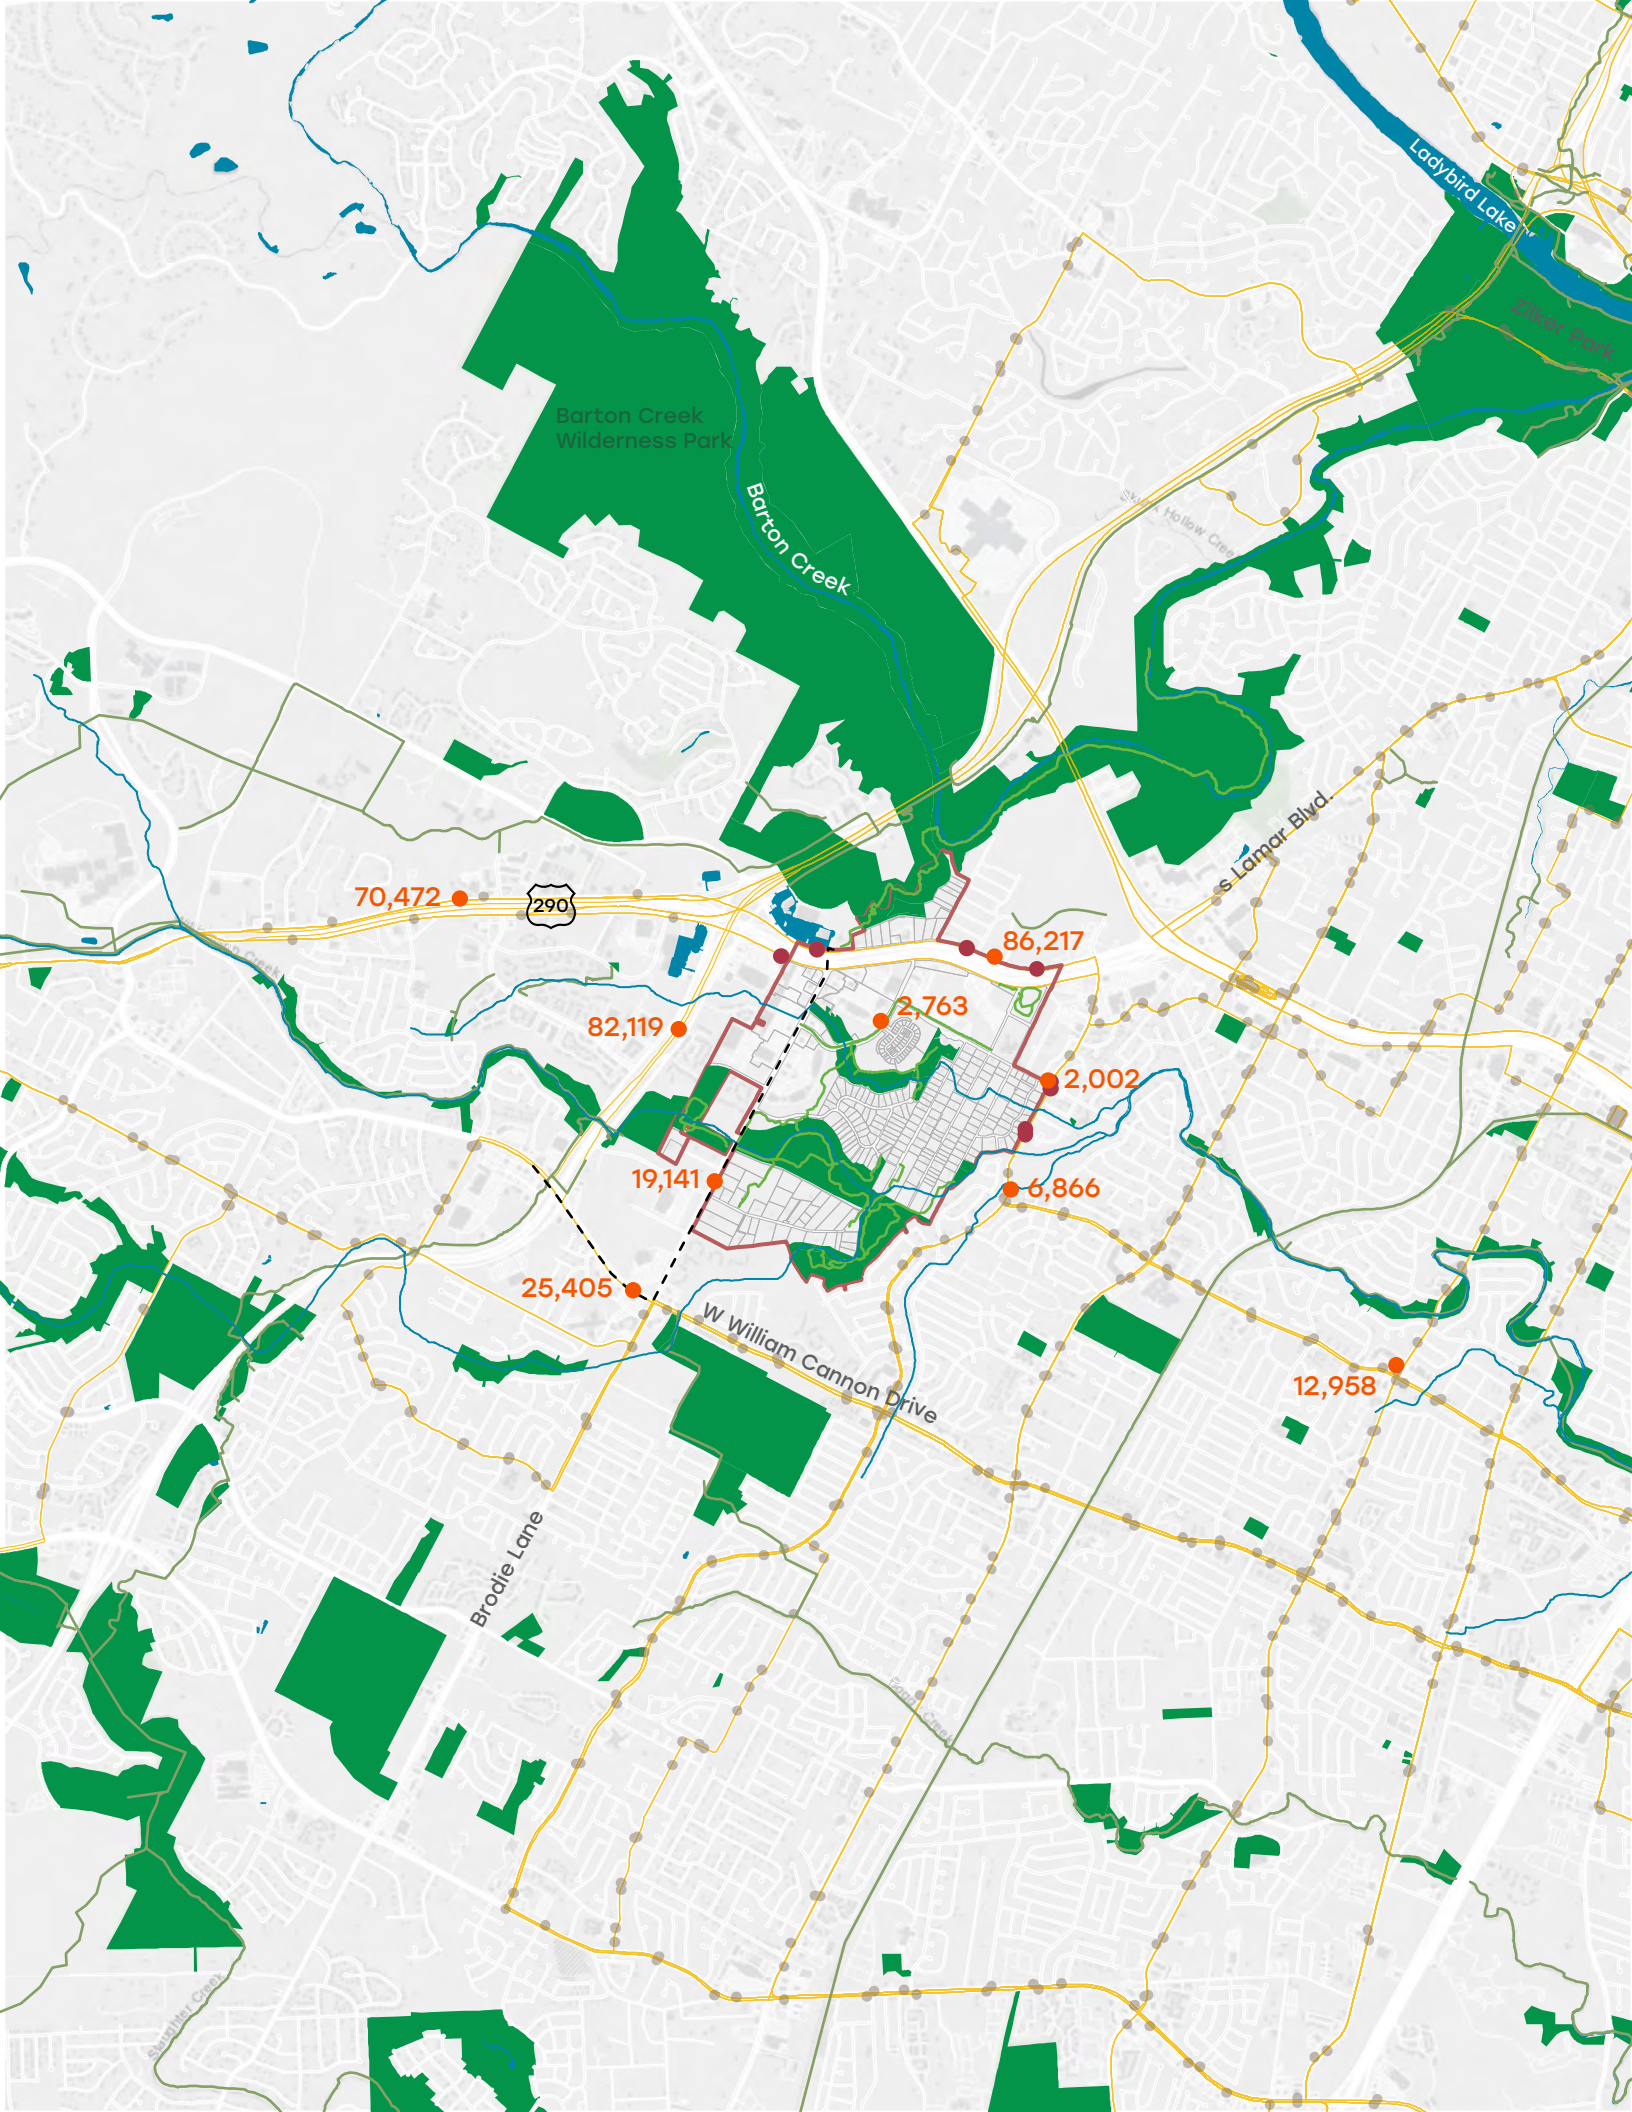 Ladybird Lake
Zilker Park
Barton Creek
Wilderness Park
Barton Creek
S Lamar Blvd.
70,472
290
86,217
2,763
82,119
2,002
19,141
6,866
25,405
W William Cannon Drive
12,958
Brodie Lane
Slaughter Creek